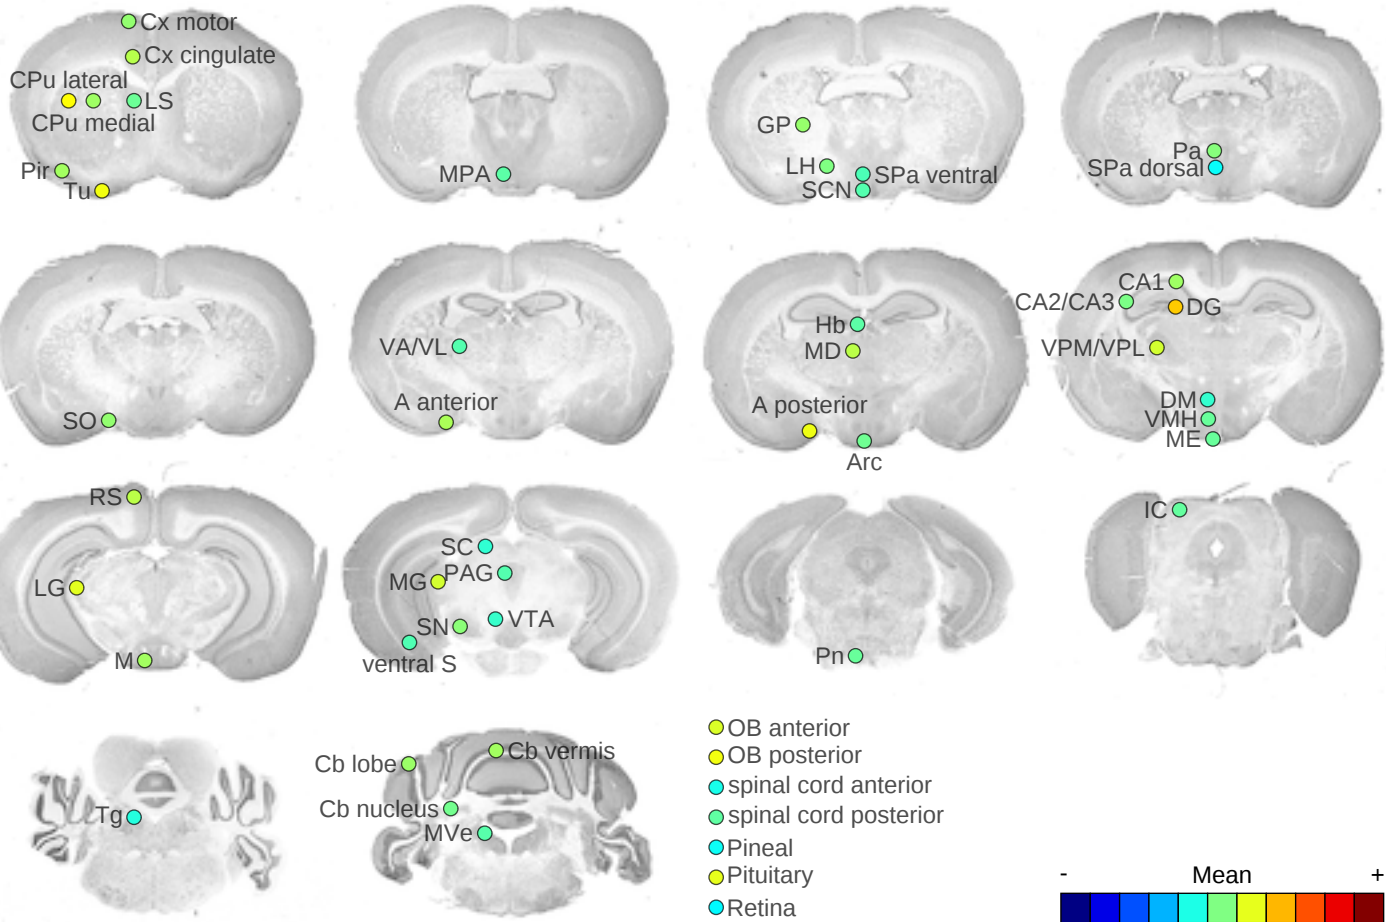 Cx motor
Cx cingulate
CPu lateral
LS
CPu medial
Pir
Tu
MPA
GP
LH
SPa ventral
SCN
Pa
SPa dorsal
SO
VA/VL
A anterior
Hb
MD
A posterior
Arc
CA1
CA2/CA3
DG
VPM/VPL
DM
VMH
ME
RS
LG
M
SC
PAG
MG
VTA
SN
ventral S
Pn
IC
Tg
Cb vermis
Cb lobe
Cb nucleus
MVe
OB anterior
OB posterior
spinal cord anterior
spinal cord posterior
Pineal
Pituitary
Retina
- Mean +